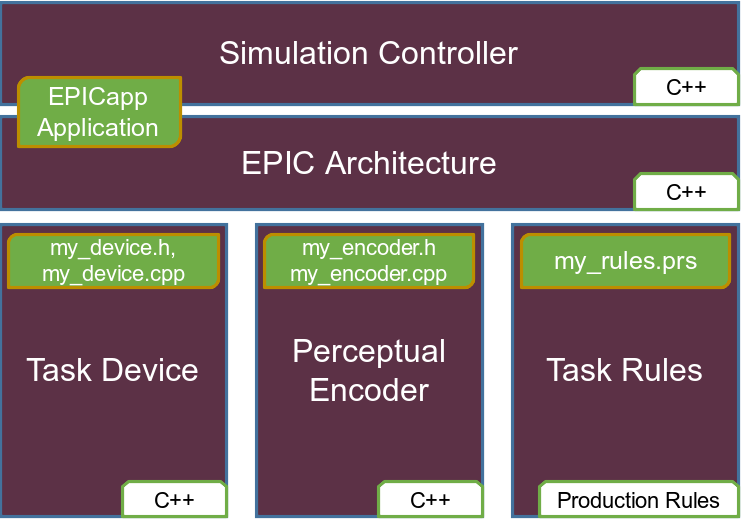 Simulation Controller
C++
EPICapp
Application
EPIC Architecture
C++
my_device.h,
my_device.cpp
Task Device
C++
my_encoder.h
my_encoder.cpp
Perceptual
Encoder
C++
my_rules.prs
Task Rules
Production Rules